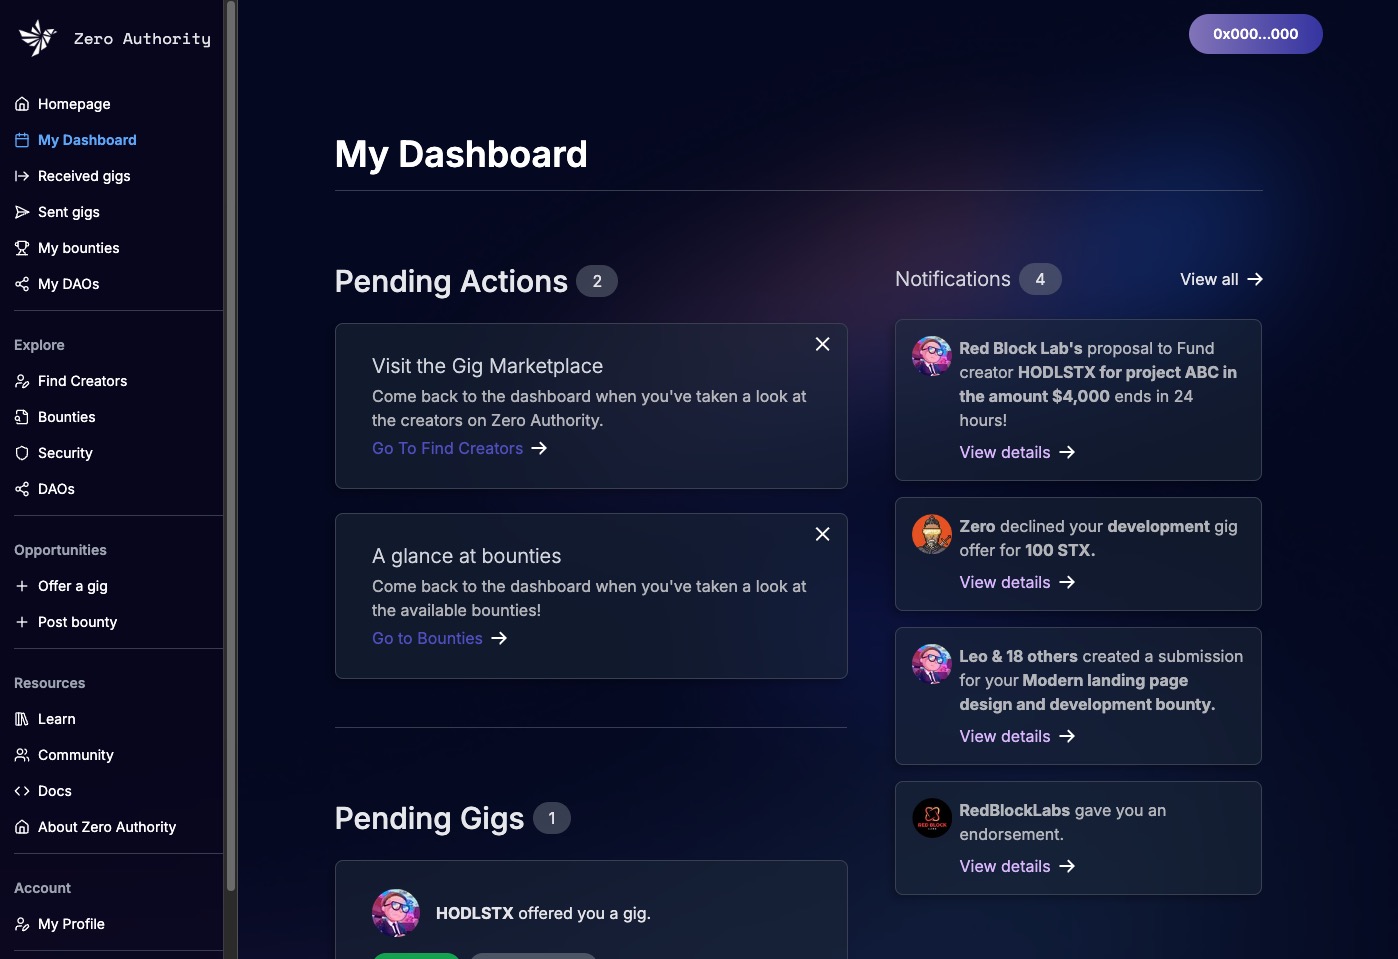 Zero Authority
Homepage
My Dashboard
Received gigs
Sent gigs
My bounties
My DAOs
Explore
Find Creators
Bounties
Security
DAOs
Opportunities
Offer a gig
Post bounty
Resources
Learn
Community
Docs
About Zero Authority
Account
My Profile
0x000...000
My Dashboard
Pending Actions 2
Visit the Gig Marketplace
Come back to the dashboard when you've taken a look at
the creators on Zero Authority.
Go To Find Creators
A glance at bounties
Come back to the dashboard when you've taken a look at
the available bounties!
Go to Bounties
Pending Gigs 1
HODLSTX offered you a gig.
Notifications 4
View all
Red Block Lab's proposal to Fund
creator HODLSTX for project ABC in
the amount $4,000 ends in 24
hours!
View details
Zero declined your development gig
offer for 100 STX.
View details
Leo & 18 others created a submission
for your Modern landing page
design and development bounty.
View details
RED BLOCK
RedBlockLabs gave you an
endorsement.
View details